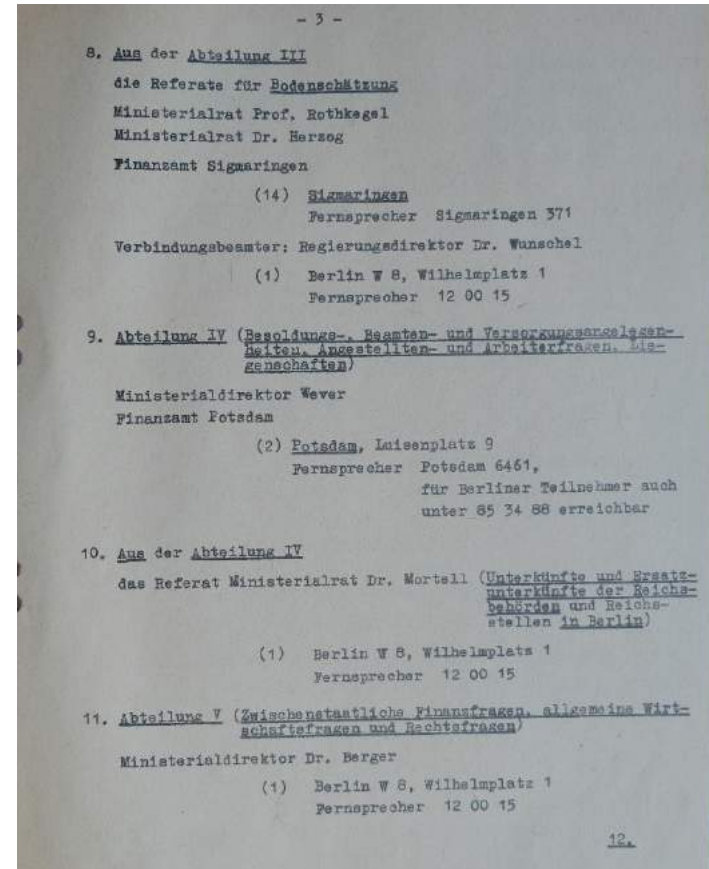 - 3 -
8. Aus der Abteilung III
die Referate für Bodenschätzung
Ministerialrat Prof. Rothkegel
Ministerialrat Dr. Herzog
Finanzamt Sigmaringen
(14) Sigmaringen
Fernsprecher Sigmaringen 371
Verbindungsbeamter: Regierungsdirektor Dr. Wunschel
(1) Berlin W 8, Wilhelmplatz 1
Fernsprecher 12 00 15
9. Abteilung IV (Besoldungs-, Beamten- und Versorgungsangelegen-
heiten, Angestellten- und Arbeiterfragen, Lie-
genschaften)
Ministerialdirektor Wever
Finanzamt Potsdam
(2) Potsdam, Luisenplatz 9
Fernsprecher Potsdam 6461,
für Berliner Teilnehmer auch
unter 85 34 88 erreichbar
10. Aus der Abteilung IV
das Referat Ministerialrat Dr. Mortell (Unterkünfte und Ersatz-
unterkünfte der Reichs-
behörden und Reichs-
stellen in Berlin)
(1) Berlin W 8, Wilhelmplatz 1
Fernsprecher 12 00 15
11. Abteilung V (Zwischenstaatliche Finanzfragen, allgemeine Wirt-
schaftsfragen und Rechtsfragen)
Ministerialdirektor Dr. Berger
(1) Berlin W 8, Wilhelmplatz 1
Fernsprecher 12 00 15
12.